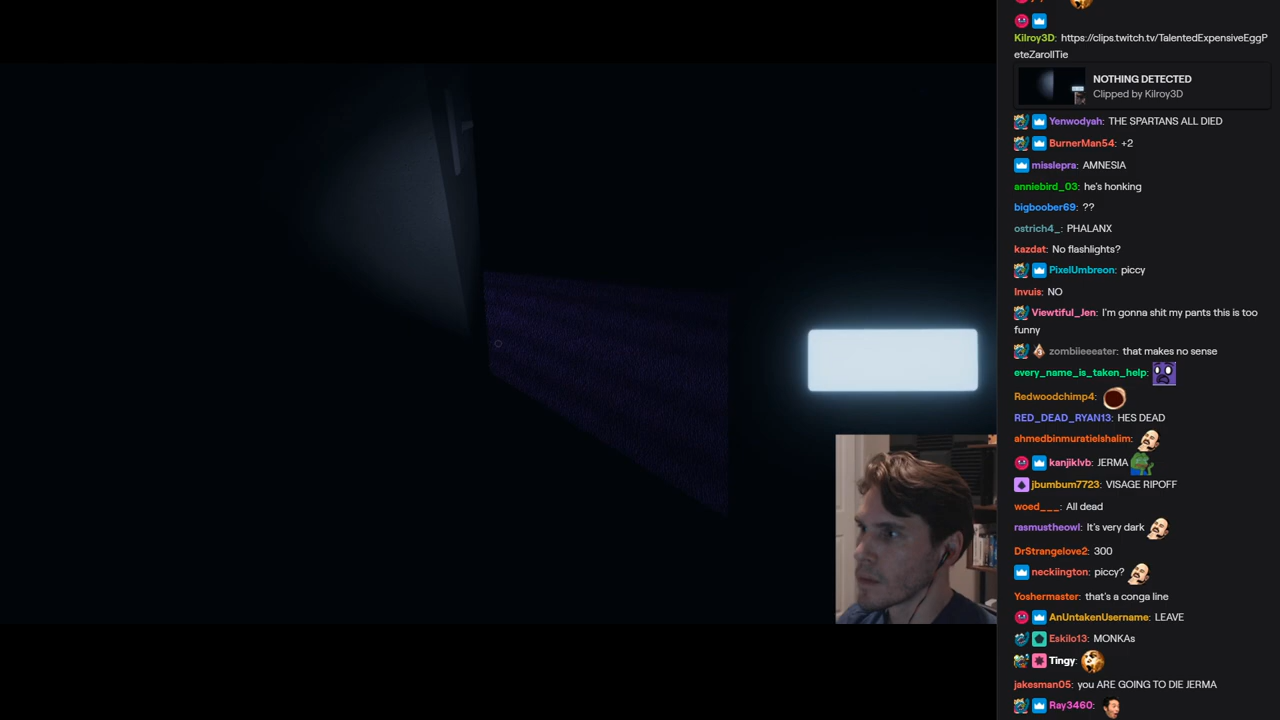 Kilroy3D: https://clips.twitch.tv/TalentedExpensiveEggP
eteZarollTie
NOTHING DETECTED
Clipped by Kilroy3D
Yenwodyah: THE SPARTANS ALL DIED
BurnerMan54: +2
misslepra: AMNESIA
anniebird_03: he's honking
bigboober69: ??
ostrich4_: PHALANX
kazdat: No flashlights?
PixelUmbreon: piccy
Invuis: NO
Viewtiful_Jen: I'm gonna shit my pants this is too
funny
zombiieeeater: that makes no sense
every_name_is_taken_help:
Redwoodchimp4:
RED_DEAD_RYAN13: HES DEAD
ahmedbinmuratielshalim:
kanjiklvb: JERMA
jbumbum7723: VISAGE RIPOFF
woed___: All dead
rasmustheowl: It's very dark
DrStrangelove2: 300
neckiington: piccy?
Yoshermaster: that's a conga line
AnUntakenUsername: LEAVE
Eskilo13: MONKAs
Tingy:
jakesman05: you ARE GOING TO DIE JERMA
Ray3460: